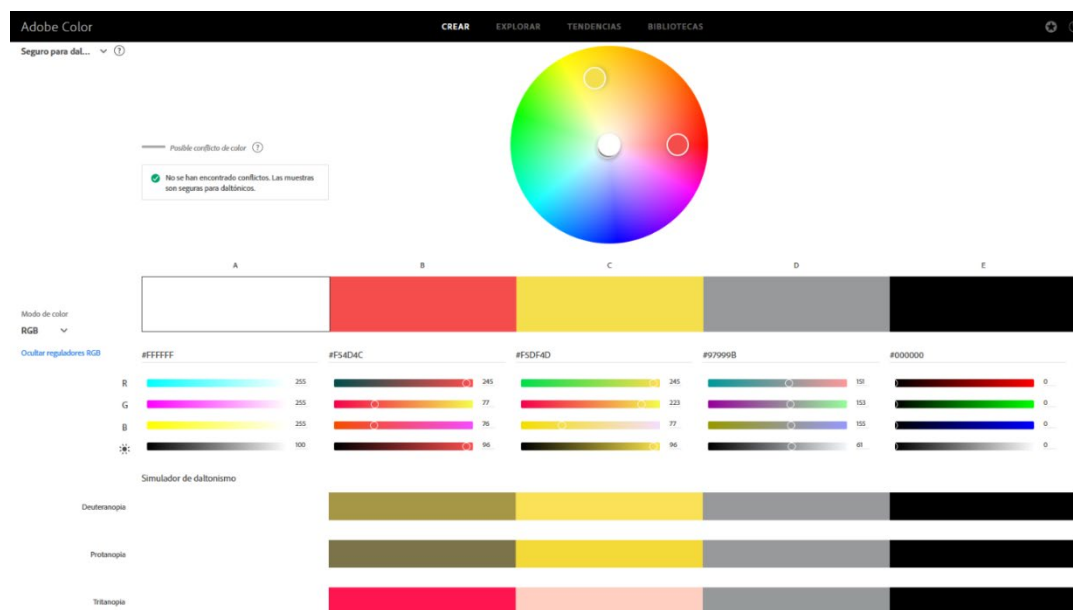 Adobe Color
CREAR EXPLORAR TENDENCIAS BIBLIOTECAS
Seguro para dal...
Posible conflicto de color
No se han encontrado conflictos. Las muestras
son seguras para daltónicos.
A B C D E
Modo de color
RGB
Ocultar reguladores RGB
#FFFFFF #F54D4C #F5DF4D #97999B #000000
R 255 245 245 151 0
G 255 77 223 153 0
B 255 76 77 155 0
100 96 96 61 0
Simulador de daltonismo
Deuteranopia
Protanopia
Tritanopia